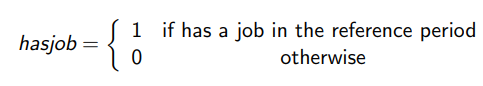 hasjob = { 1 if has a job in the reference period
0 otherwise